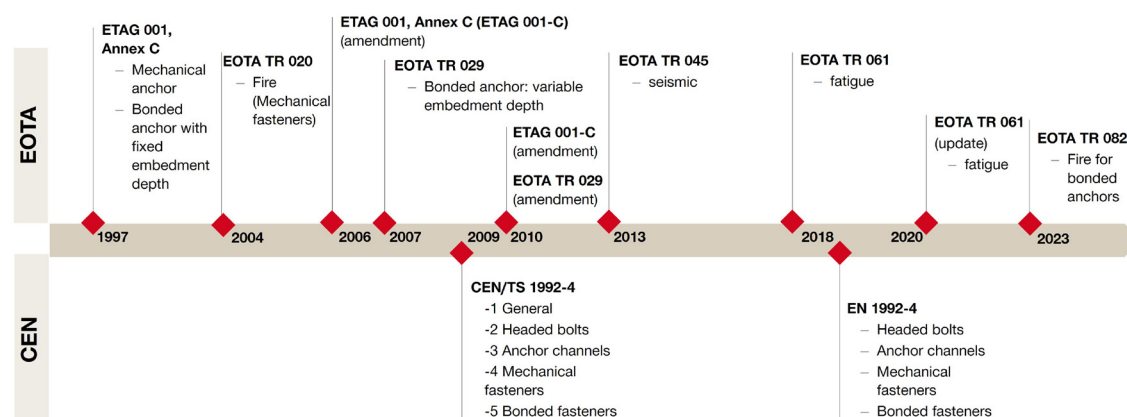 EOTA
ETAG 001,
Annex C
– Mechanical
anchor
– Bonded
anchor with
fixed
embedment
depth
EOTA TR 020
– Fire
(Mechanical
fasteners)
ETAG 001, Annex C (ETAG 001-C)
(amendment)
EOTA TR 029
– Bonded anchor: variable
embedment depth
ETAG 001-C
(amendment)
EOTA TR 029
(amendment)
EOTA TR 045
– seismic
EOTA TR 061
– fatigue
EOTA TR 061
(update)
– fatigue
EOTA TR 082
– Fire for
bonded
anchors
1997
2004
2006
2007
2009
2010
2013
2018
2020
2023
CEN
CEN/TS 1992-4
-1 General
-2 Headed bolts
-3 Anchor channels
-4 Mechanical
fasteners
-5 Bonded fasteners
EN 1992-4
– Headed bolts
– Anchor channels
– Mechanical
fasteners
– Bonded fasteners